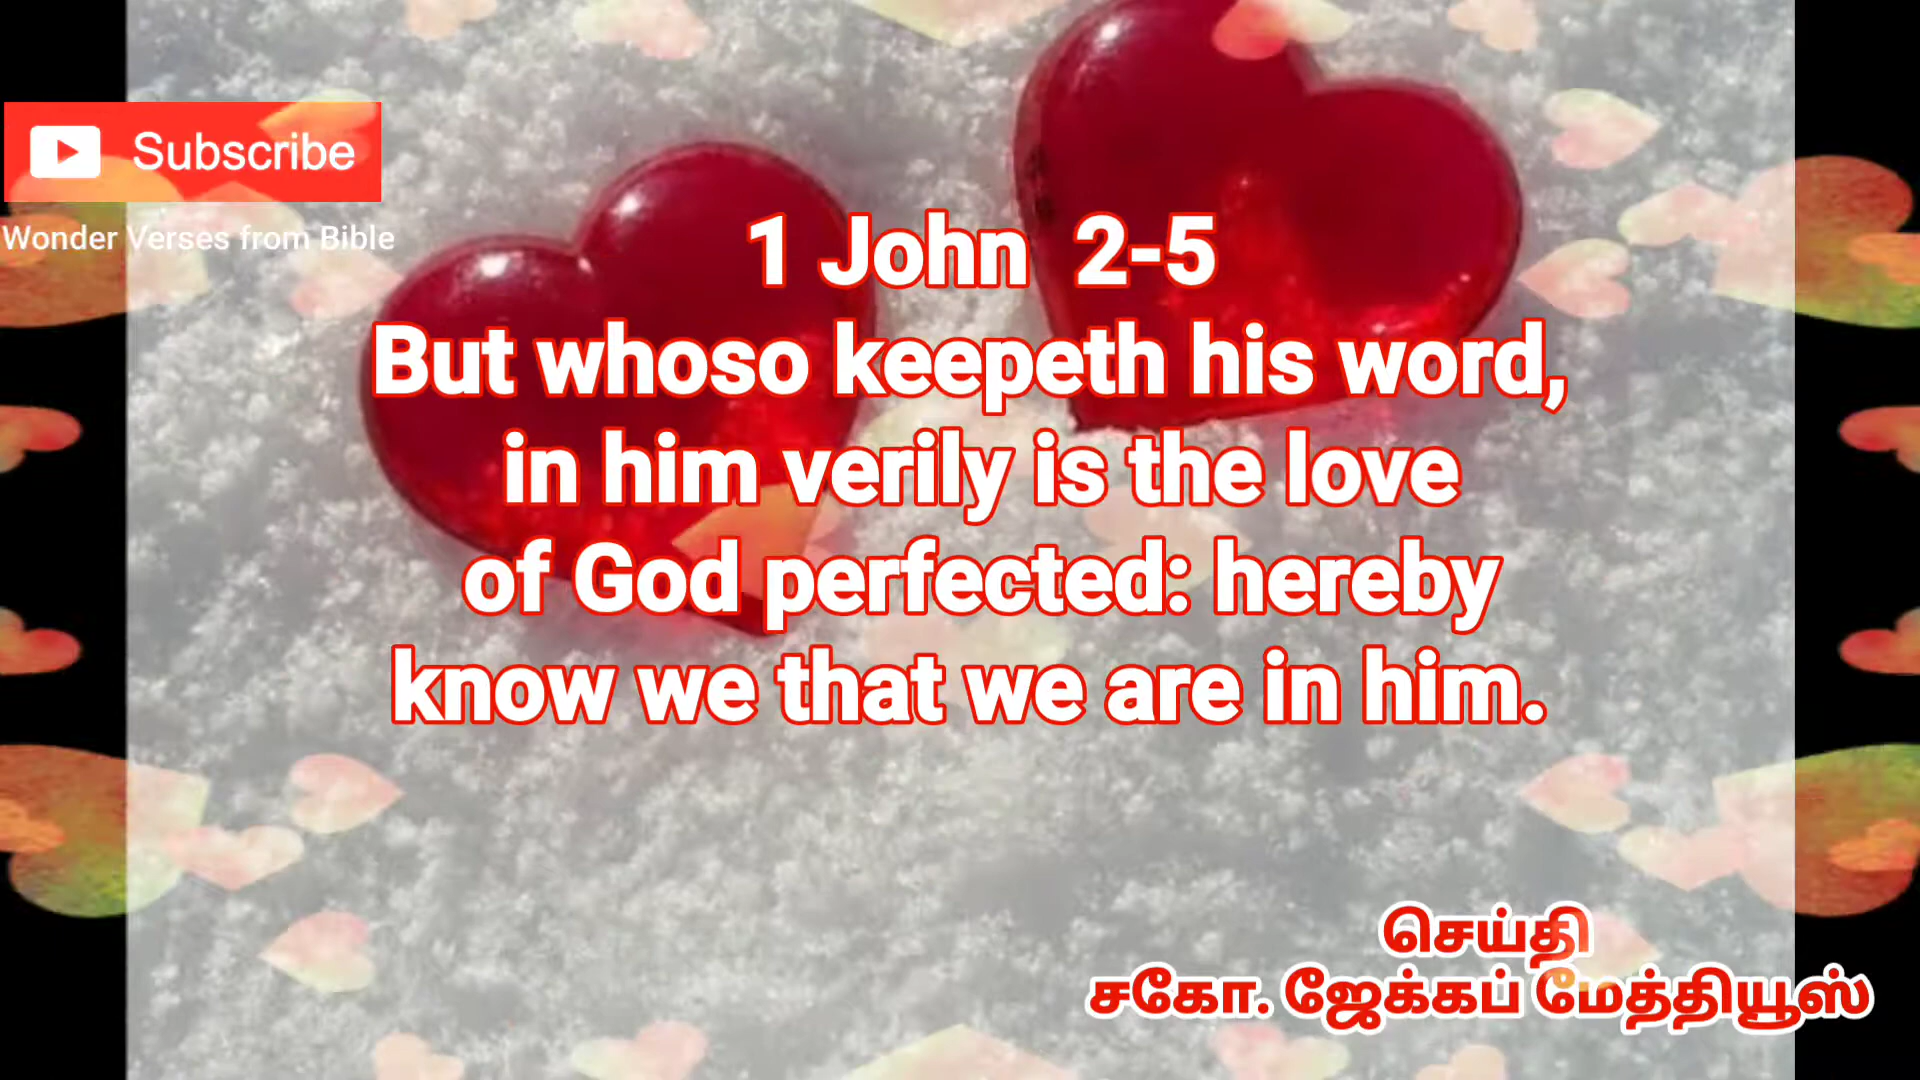 Subscribe
Wonder Verses from Bible
1 John 2-5
But whoso keepeth his word,
in him verily is the love
of God perfected: hereby
know we that we are in him.
செய்தி
சகோ. ஜேக்கப் மேத்தியூஸ்